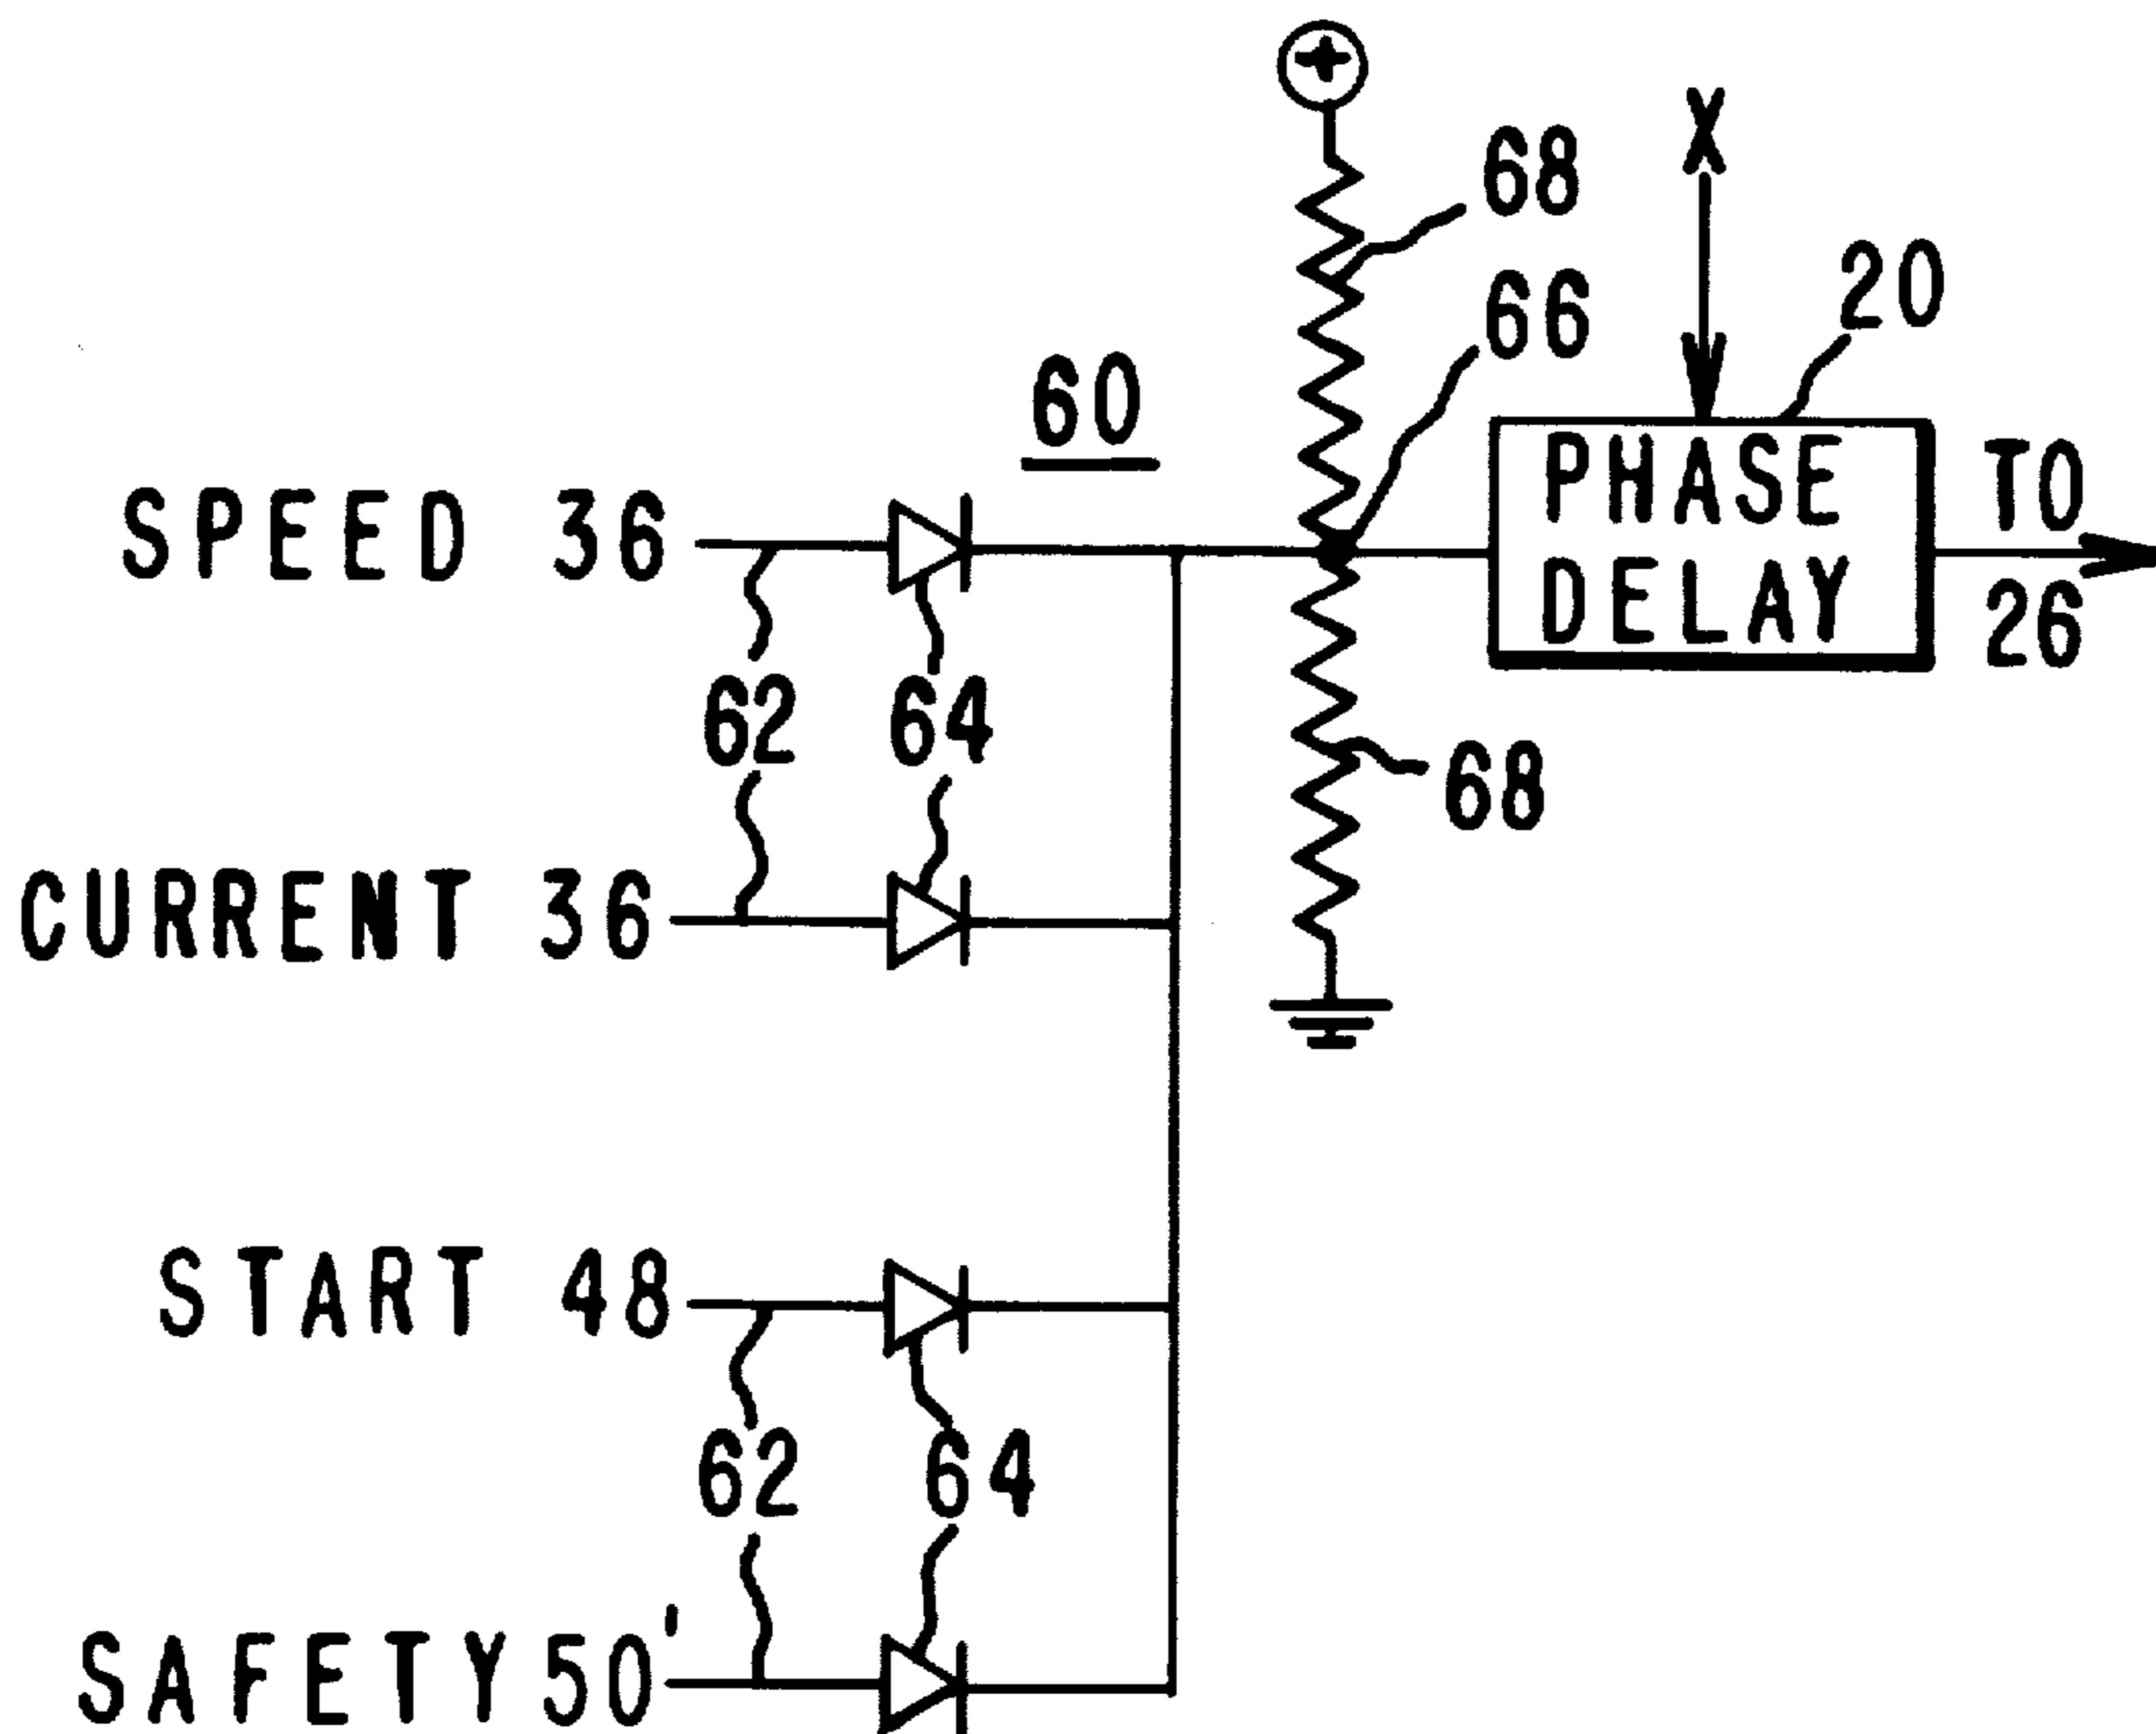 +
68
X
66
20
60
SPEED 36
PHASE
DELAY
TO
26
62
64
68
CURRENT 36
START 48
62
64
SAFETY 50'